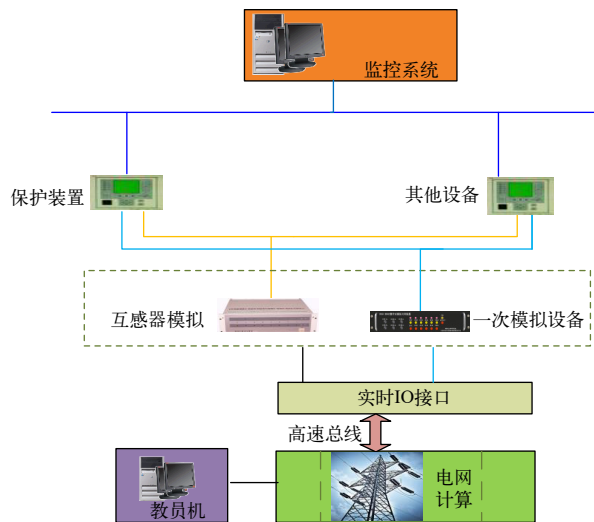 监控系统
保护装置
其他设备
互感器模拟
一次模拟设备
实时IO接口
高速总线
教员机
电网
计算